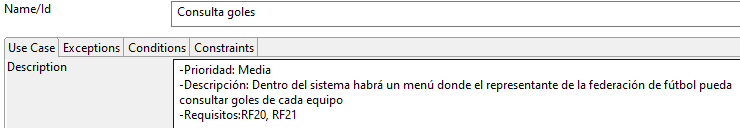 Name/Id Consulta goles
Use Case Exceptions Conditions Constraints
Description
-Prioridad: Media
-Descripción: Dentro del sistema habrá un menú donde el representante de la federación de fútbol pueda
consultar goles de cada equipo
-Requisitos:RF20, RF21